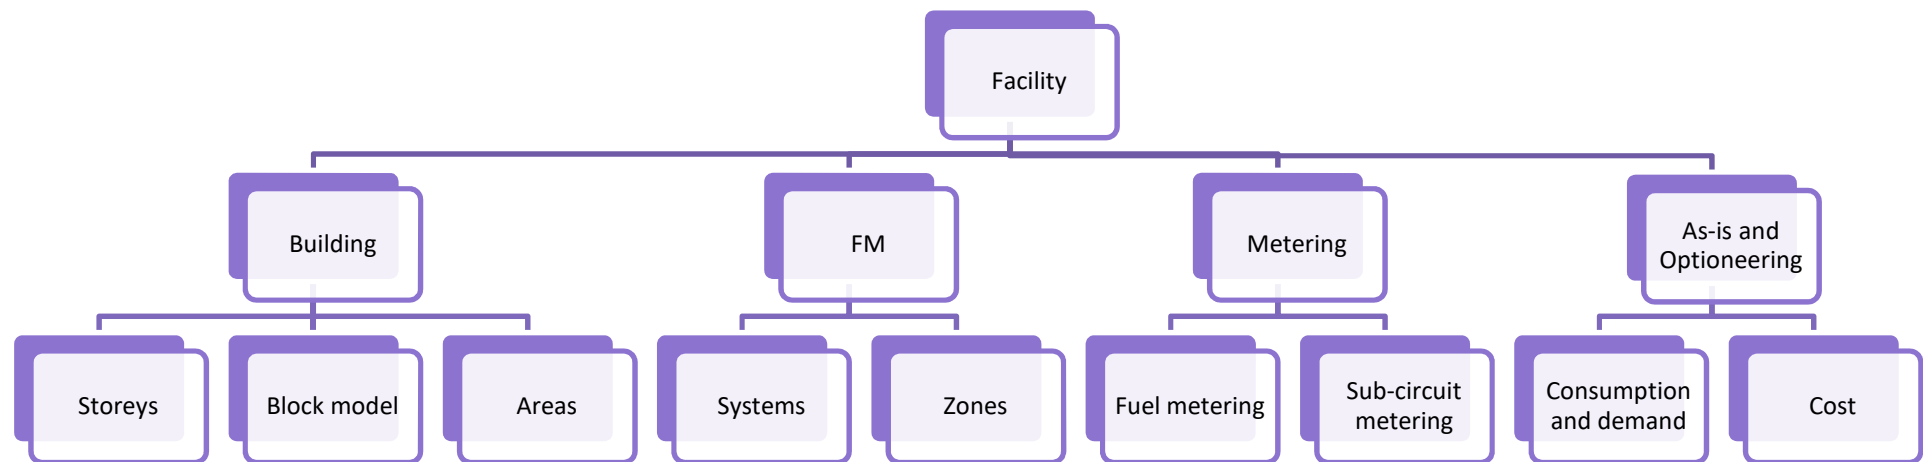 Facility
Building
FM
Metering
As-is and
Optioneering
Storeys
Block model
Areas
Systems
Zones
Fuel metering
Sub-circuit
metering
Consumption
and demand
Cost